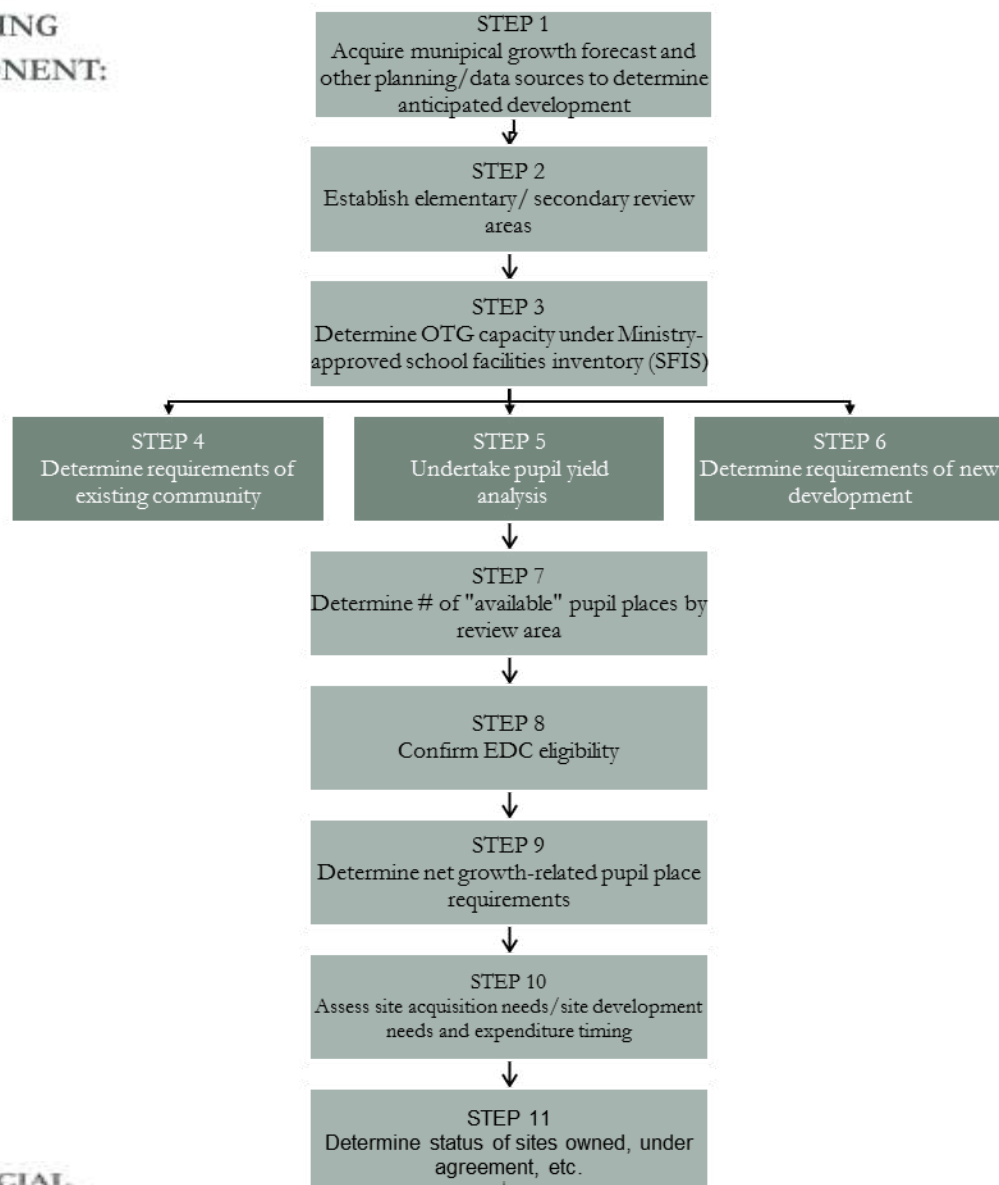 STEP 1
Acquire munipical growth forecast and
other planning/data sources to determine
anticipated development
STEP 2
Establish elementary/ secondary review
areas
STEP 3
Determine OTG capacity under Ministry-
approved school facilities inventory (SFIS)
STEP 4
Determine requirements of
existing community
STEP 5
Undertake pupil yield
analysis
STEP 6
Determine requirements of new
development
STEP 7
Determine # of "available" pupil places by
review area
STEP 8
Confirm EDC eligibility
STEP 9
Determine net growth-related pupil place
requirements
STEP 10
Assess site acquisition needs/site development
needs and expenditure timing
STEP 11
Determine status of sites owned, under
agreement, etc.